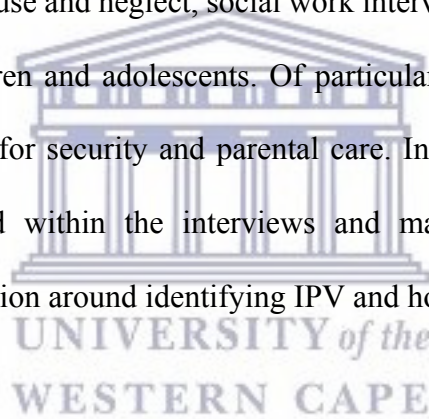 use and neglect, social work interv
ren and adolescents. Of particular
for security and parental care. In
d within the interviews and ma
ion around identifying IPV and ho
UNIVERSITY of the
WESTERN CAPE